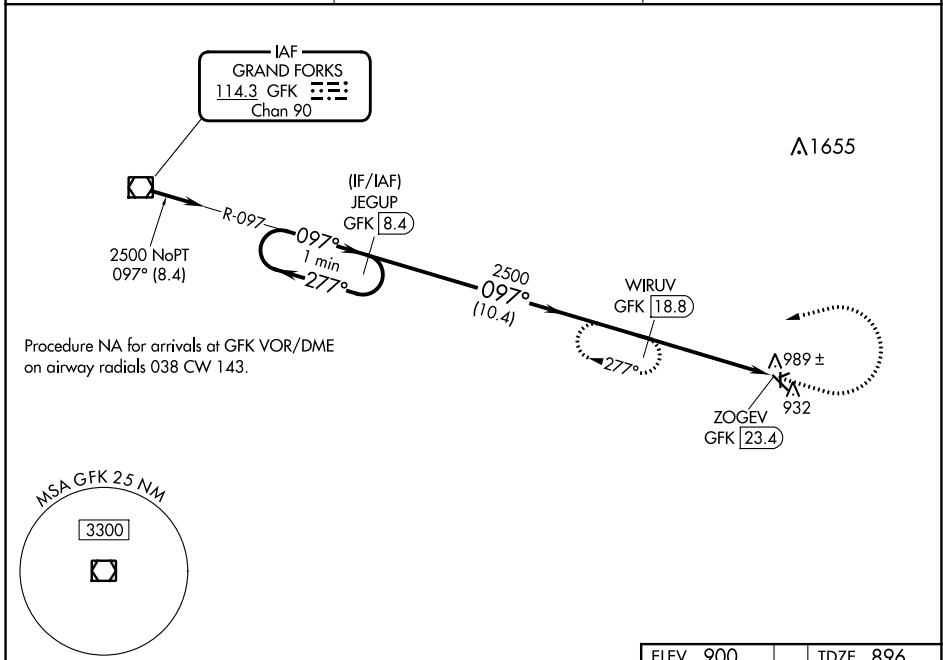 IAF
GRAND FORKS
114.3 GFK
Chan 90
1655
(IF/IAF)
JEGUP
GFK 8.4
R-097
097°
1 min
277°
2500 NoPT
097° (8.4)
2500
097°
(10.4)
WIRUV
GFK 18.8
277°
Procedure NA for arrivals at GFK VOR/DME
on airway radials 038 CW 143.
989 ±
932
ZOGEV
GFK 23.4
MSA GFK 25 NM
3300
ELEV 900
TDZE 896